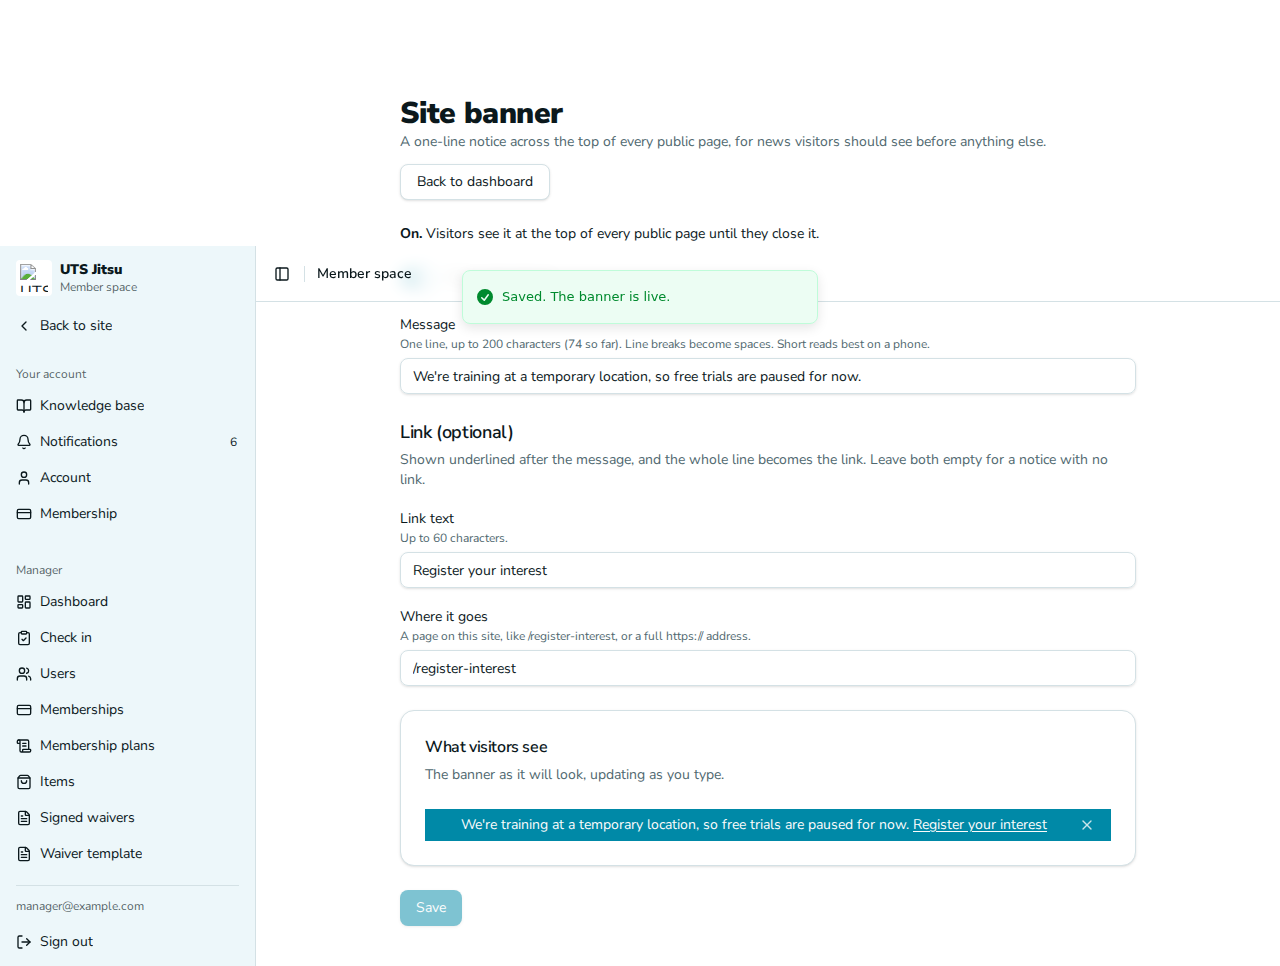 Site banner
A one-line notice across the top of every public page, for news visitors should see before anything else.
Back to dashboard
On. Visitors see it at the top of every public page until they close it.
UTS Jitsu
Member space
Back to site
Your account
Knowledge base
Notifications 6
Account
Membership
Manager
Dashboard
Check in
Users
Memberships
Membership plans
Items
Signed waivers
Waiver template
manager@example.com
Sign out
Member space
Saved. The banner is live.
Message
One line, up to 200 characters (74 so far). Line breaks become spaces. Short reads best on a phone.
We're training at a temporary location, so free trials are paused for now.
Link (optional)
Shown underlined after the message, and the whole line becomes the link. Leave both empty for a notice with no
link.
Link text
Up to 60 characters.
Register your interest
Where it goes
A page on this site, like /register-interest, or a full https:// address.
/register-interest
What visitors see
The banner as it will look, updating as you type.
We're training at a temporary location, so free trials are paused for now. Register your interest
Save